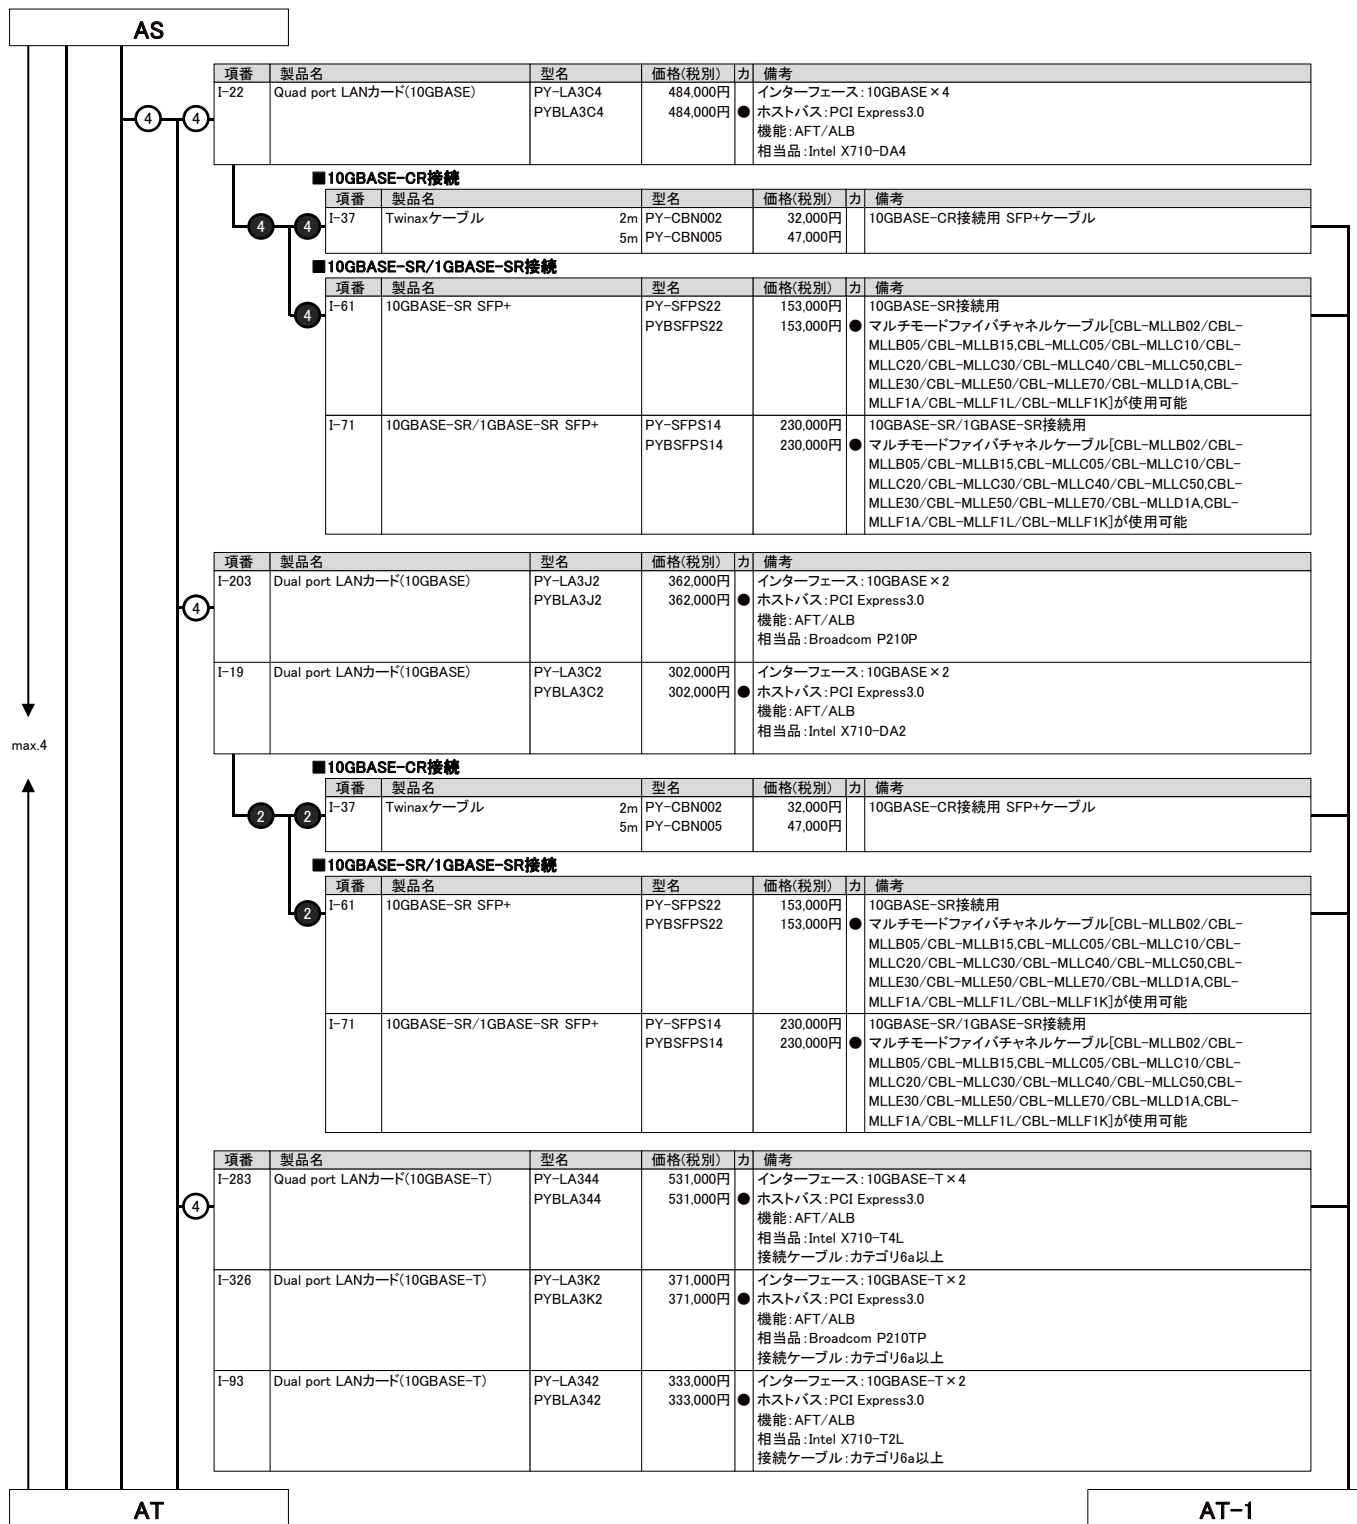 AS
項番 製品名 型名 価格(税別) カ 備考
I-22 Quad port LANカード(10GBASE) PY-LA3C4 484,000円 インターフェース:10GBASE×4
PYBLA3C4 484,000円 ● ホストバス:PCI Express3.0
機能:AFT/ALB
相当品:Intel X710-DA4
4 4
■10GBASE-CR接続
項番 製品名 型名 価格(税別) カ 備考
I-37 Twinaxケーブル 2m PY-CBN002 32,000円 10GBASE-CR接続用 SFP+ケーブル
5m PY-CBN005 47,000円
4 4
■10GBASE-SR/1GBASE-SR接続
項番 製品名 型名 価格(税別) カ 備考
I-61 10GBASE-SR SFP+ PY-SFPS22 153,000円 10GBASE-SR接続用
4
PYBSFPS22 153,000円 ● マルチモードファイバチャネルケーブル[CBL-MLLB02/CBL-
MLLB05/CBL-MLLB15,CBL-MLLC05/CBL-MLLC10/CBL-
MLLC20/CBL-MLLC30/CBL-MLLC40/CBL-MLLC50,CBL-
MLLE30/CBL-MLLE50/CBL-MLLE70/CBL-MLLD1A,CBL-
MLLF1A/CBL-MLLF1L/CBL-MLLF1K]が使用可能
I-71 10GBASE-SR/1GBASE-SR SFP+ PY-SFPS14 230,000円 10GBASE-SR/1GBASE-SR接続用
PYBSFPS14 230,000円 ● マルチモードファイバチャネルケーブル[CBL-MLLB02/CBL-
MLLB05/CBL-MLLB15,CBL-MLLC05/CBL-MLLC10/CBL-
MLLC20/CBL-MLLC30/CBL-MLLC40/CBL-MLLC50,CBL-
MLLE30/CBL-MLLE50/CBL-MLLE70/CBL-MLLD1A,CBL-
MLLF1A/CBL-MLLF1L/CBL-MLLF1K]が使用可能
項番 製品名 型名 価格(税別) カ 備考
I-203 Dual port LANカード(10GBASE) PY-LA3J2 362,000円 インターフェース:10GBASE×2
4
PYBLA3J2 362,000円 ● ホストバス:PCI Express3.0
機能:AFT/ALB
相当品:Broadcom P210P
I-19 Dual port LANカード(10GBASE) PY-LA3C2 302,000円 インターフェース:10GBASE×2
PYBLA3C2 302,000円 ● ホストバス:PCI Express3.0
機能:AFT/ALB
相当品:Intel X710-DA2
max.4
■10GBASE-CR接続
項番 製品名 型名 価格(税別) カ 備考
I-37 Twinaxケーブル 2m PY-CBN002 32,000円 10GBASE-CR接続用 SFP+ケーブル
2 2
5m PY-CBN005 47,000円
■10GBASE-SR/1GBASE-SR接続
項番 製品名 型名 価格(税別) カ 備考
I-61 10GBASE-SR SFP+ PY-SFPS22 153,000円 10GBASE-SR接続用
2
PYBSFPS22 153,000円 ● マルチモードファイバチャネルケーブル[CBL-MLLB02/CBL-
MLLB05/CBL-MLLB15,CBL-MLLC05/CBL-MLLC10/CBL-
MLLC20/CBL-MLLC30/CBL-MLLC40/CBL-MLLC50,CBL-
MLLE30/CBL-MLLE50/CBL-MLLE70/CBL-MLLD1A,CBL-
MLLF1A/CBL-MLLF1L/CBL-MLLF1K]が使用可能
I-71 10GBASE-SR/1GBASE-SR SFP+ PY-SFPS14 230,000円 10GBASE-SR/1GBASE-SR接続用
PYBSFPS14 230,000円 ● マルチモードファイバチャネルケーブル[CBL-MLLB02/CBL-
MLLB05/CBL-MLLB15,CBL-MLLC05/CBL-MLLC10/CBL-
MLLC20/CBL-MLLC30/CBL-MLLC40/CBL-MLLC50,CBL-
MLLE30/CBL-MLLE50/CBL-MLLE70/CBL-MLLD1A,CBL-
MLLF1A/CBL-MLLF1L/CBL-MLLF1K]が使用可能
項番 製品名 型名 価格(税別) カ 備考
I-283 Quad port LANカード(10GBASE-T) PY-LA344 531,000円 インターフェース:10GBASE-T×4
4
PYBLA344 531,000円 ● ホストバス:PCI Express3.0
機能:AFT/ALB
相当品:Intel X710-T4L
接続ケーブル:カテゴリ6a以上
I-326 Dual port LANカード(10GBASE-T) PY-LA3K2 371,000円 インターフェース:10GBASE-T×2
PYBLA3K2 371,000円 ● ホストバス:PCI Express3.0
機能:AFT/ALB
相当品:Broadcom P210TP
接続ケーブル:カテゴリ6a以上
I-93 Dual port LANカード(10GBASE-T) PY-LA342 333,000円 インターフェース:10GBASE-T×2
PYBLA342 333,000円 ● ホストバス:PCI Express3.0
機能:AFT/ALB
相当品:Intel X710-T2L
接続ケーブル:カテゴリ6a以上
AT AT-1